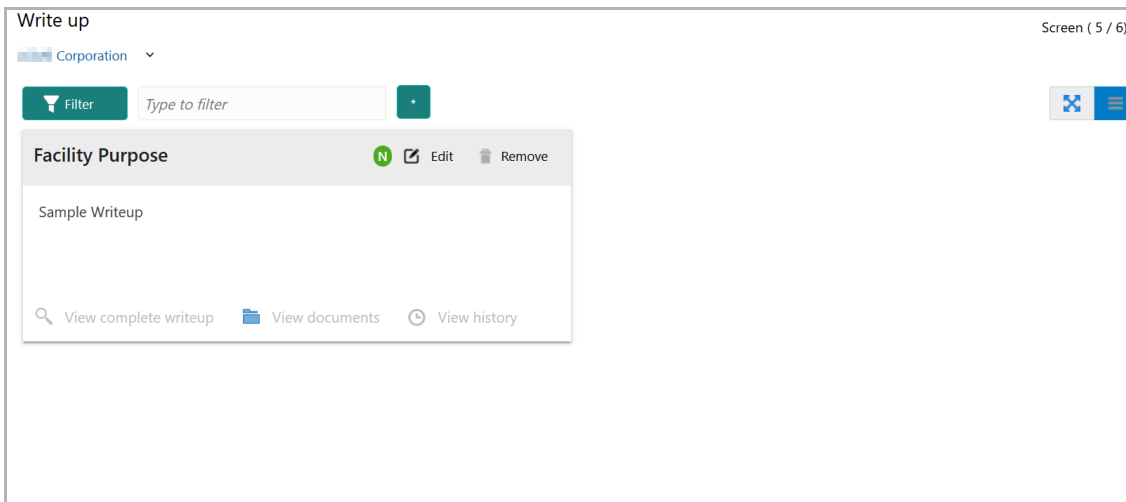 Write up
Screen ( 5 / 6)
Corporation
Filter
Type to filter
+
Facility Purpose
N
Edit
Remove
Sample Writeup
View complete writeup
View documents
View history